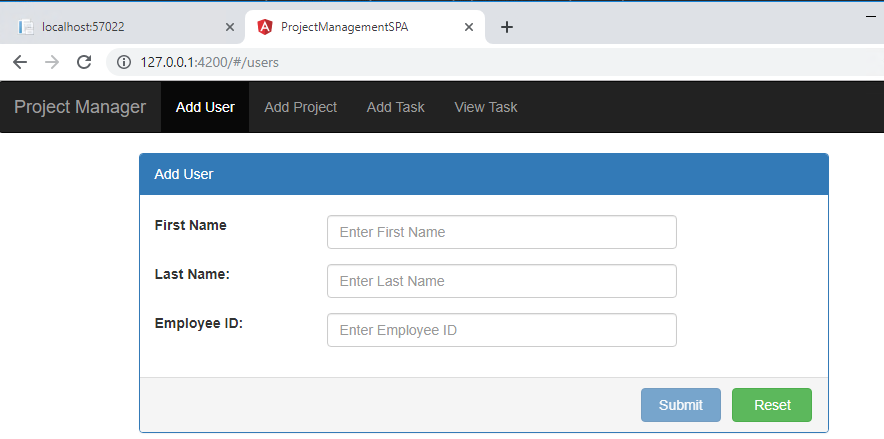 localhost:57022 ProjectManagementSPA
127.0.0.1:4200/#/users
Project Manager Add User Add Project Add Task View Task
Add User
First Name Enter First Name
Last Name: Enter Last Name
Employee ID: Enter Employee ID
Submit Reset